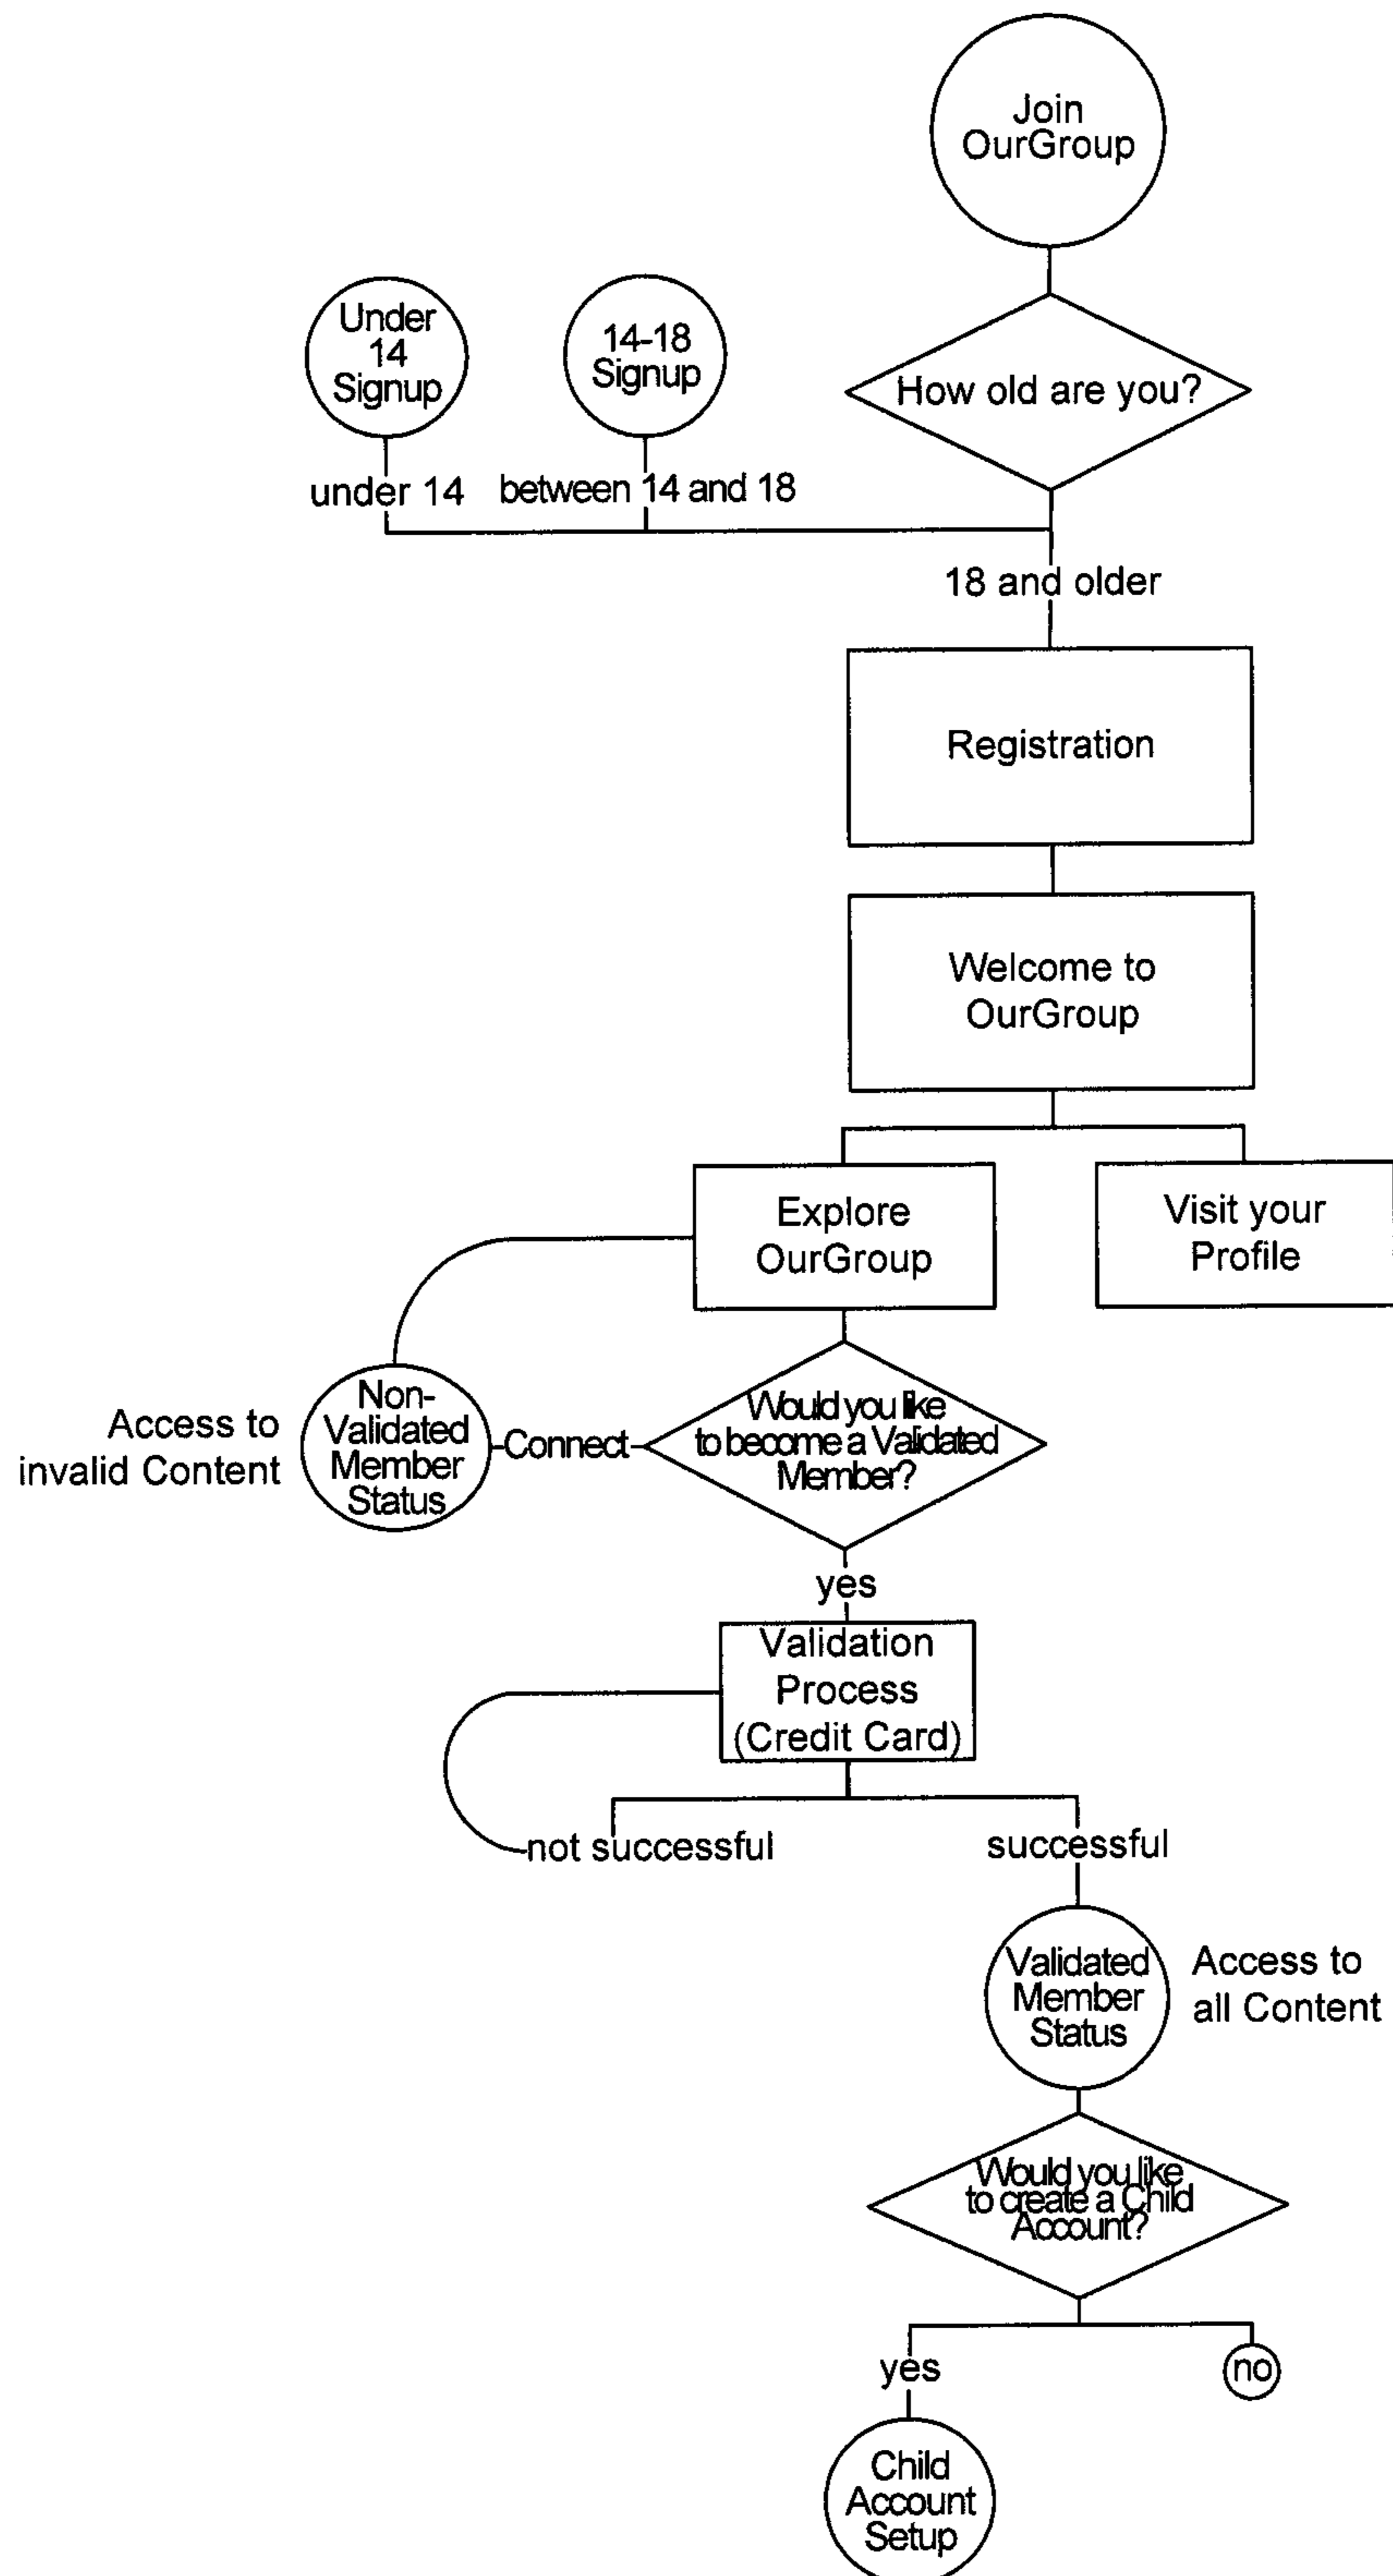 Join
OurGroup
Under
14
Signup
14-18
Signup
How old are you?
under 14
between 14 and 18
18 and older
Registration
Welcome to
OurGroup
Explore
OurGroup
Visit your
Profile
Access to
invalid Content
Non-
Validated
Member
Status
Connect
Would you like
to become a Validated
Member?
yes
Validation
Process
(Credit Card)
not successful
successful
Validated
Member
Status
Access to
all Content
Would you like
to create a Child
Account?
yes
no
Child
Account
Setup